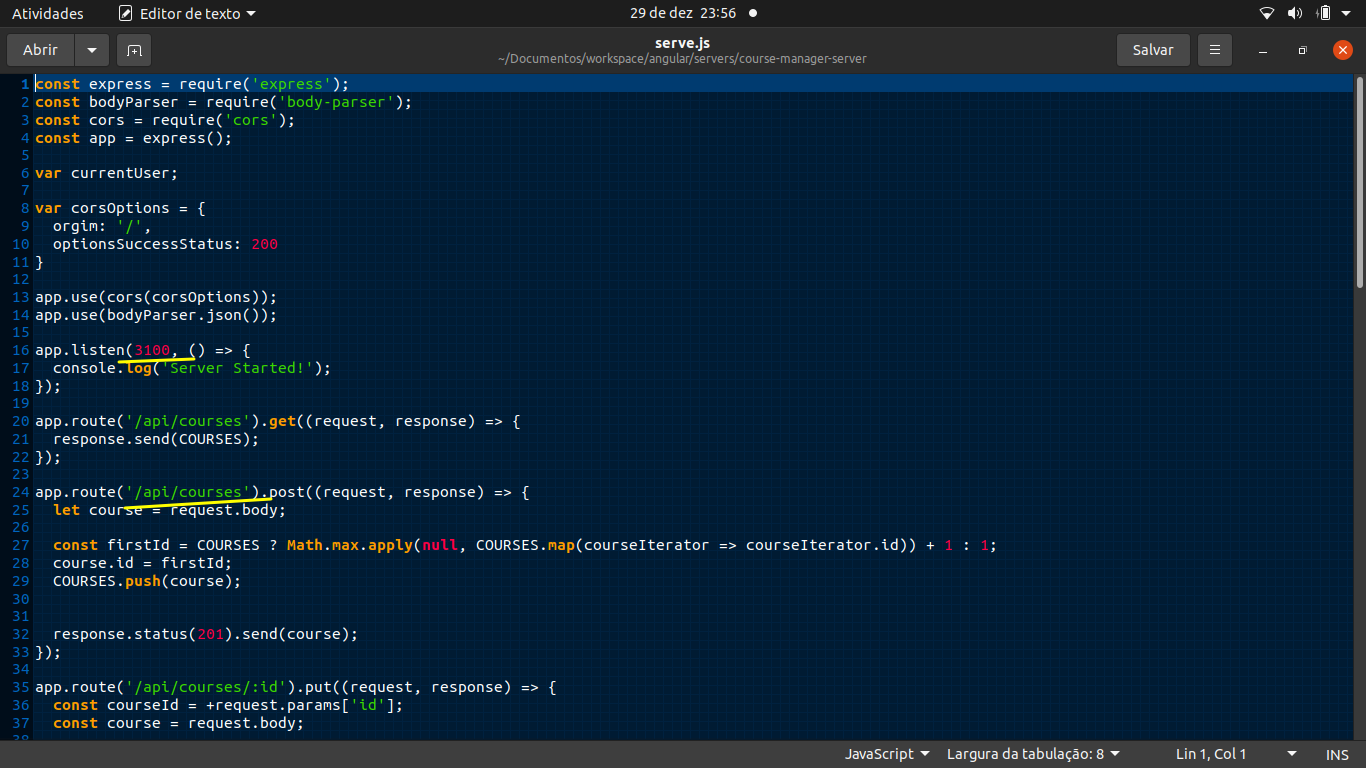 Atividades Editor de texto 29 de dez 23:56
Abrir serve.js Salvar
~/Documentos/workspace/angular/servers/course-manager-server
1 const express = require('express');
2 const bodyParser = require('body-parser');
3 const cors = require('cors');
4 const app = express();
5
6 var currentUser;
7
8 var corsOptions = {
9   orgim: '/',
10   optionsSuccessStatus: 200
11 }
12
13 app.use(cors(corsOptions));
14 app.use(bodyParser.json());
15
16 app.listen(3100, () => {
17   console.log('Server Started!');
18 });
19
20 app.route('/api/courses').get((request, response) => {
21   response.send(COURSES);
22 });
23
24 app.route('/api/courses').post((request, response) => {
25   let course = request.body;
26
27   const firstId = COURSES ? Math.max.apply(null, COURSES.map(courseIterator => courseIterator.id)) + 1 : 1;
28   course.id = firstId;
29   COURSES.push(course);
30
31
32   response.status(201).send(course);
33 });
34
35 app.route('/api/courses/:id').put((request, response) => {
36   const courseId = +request.params['id'];
37   const course = request.body;
38
JavaScript Largura da tabulação: 8 Lin 1, Col 1 INS